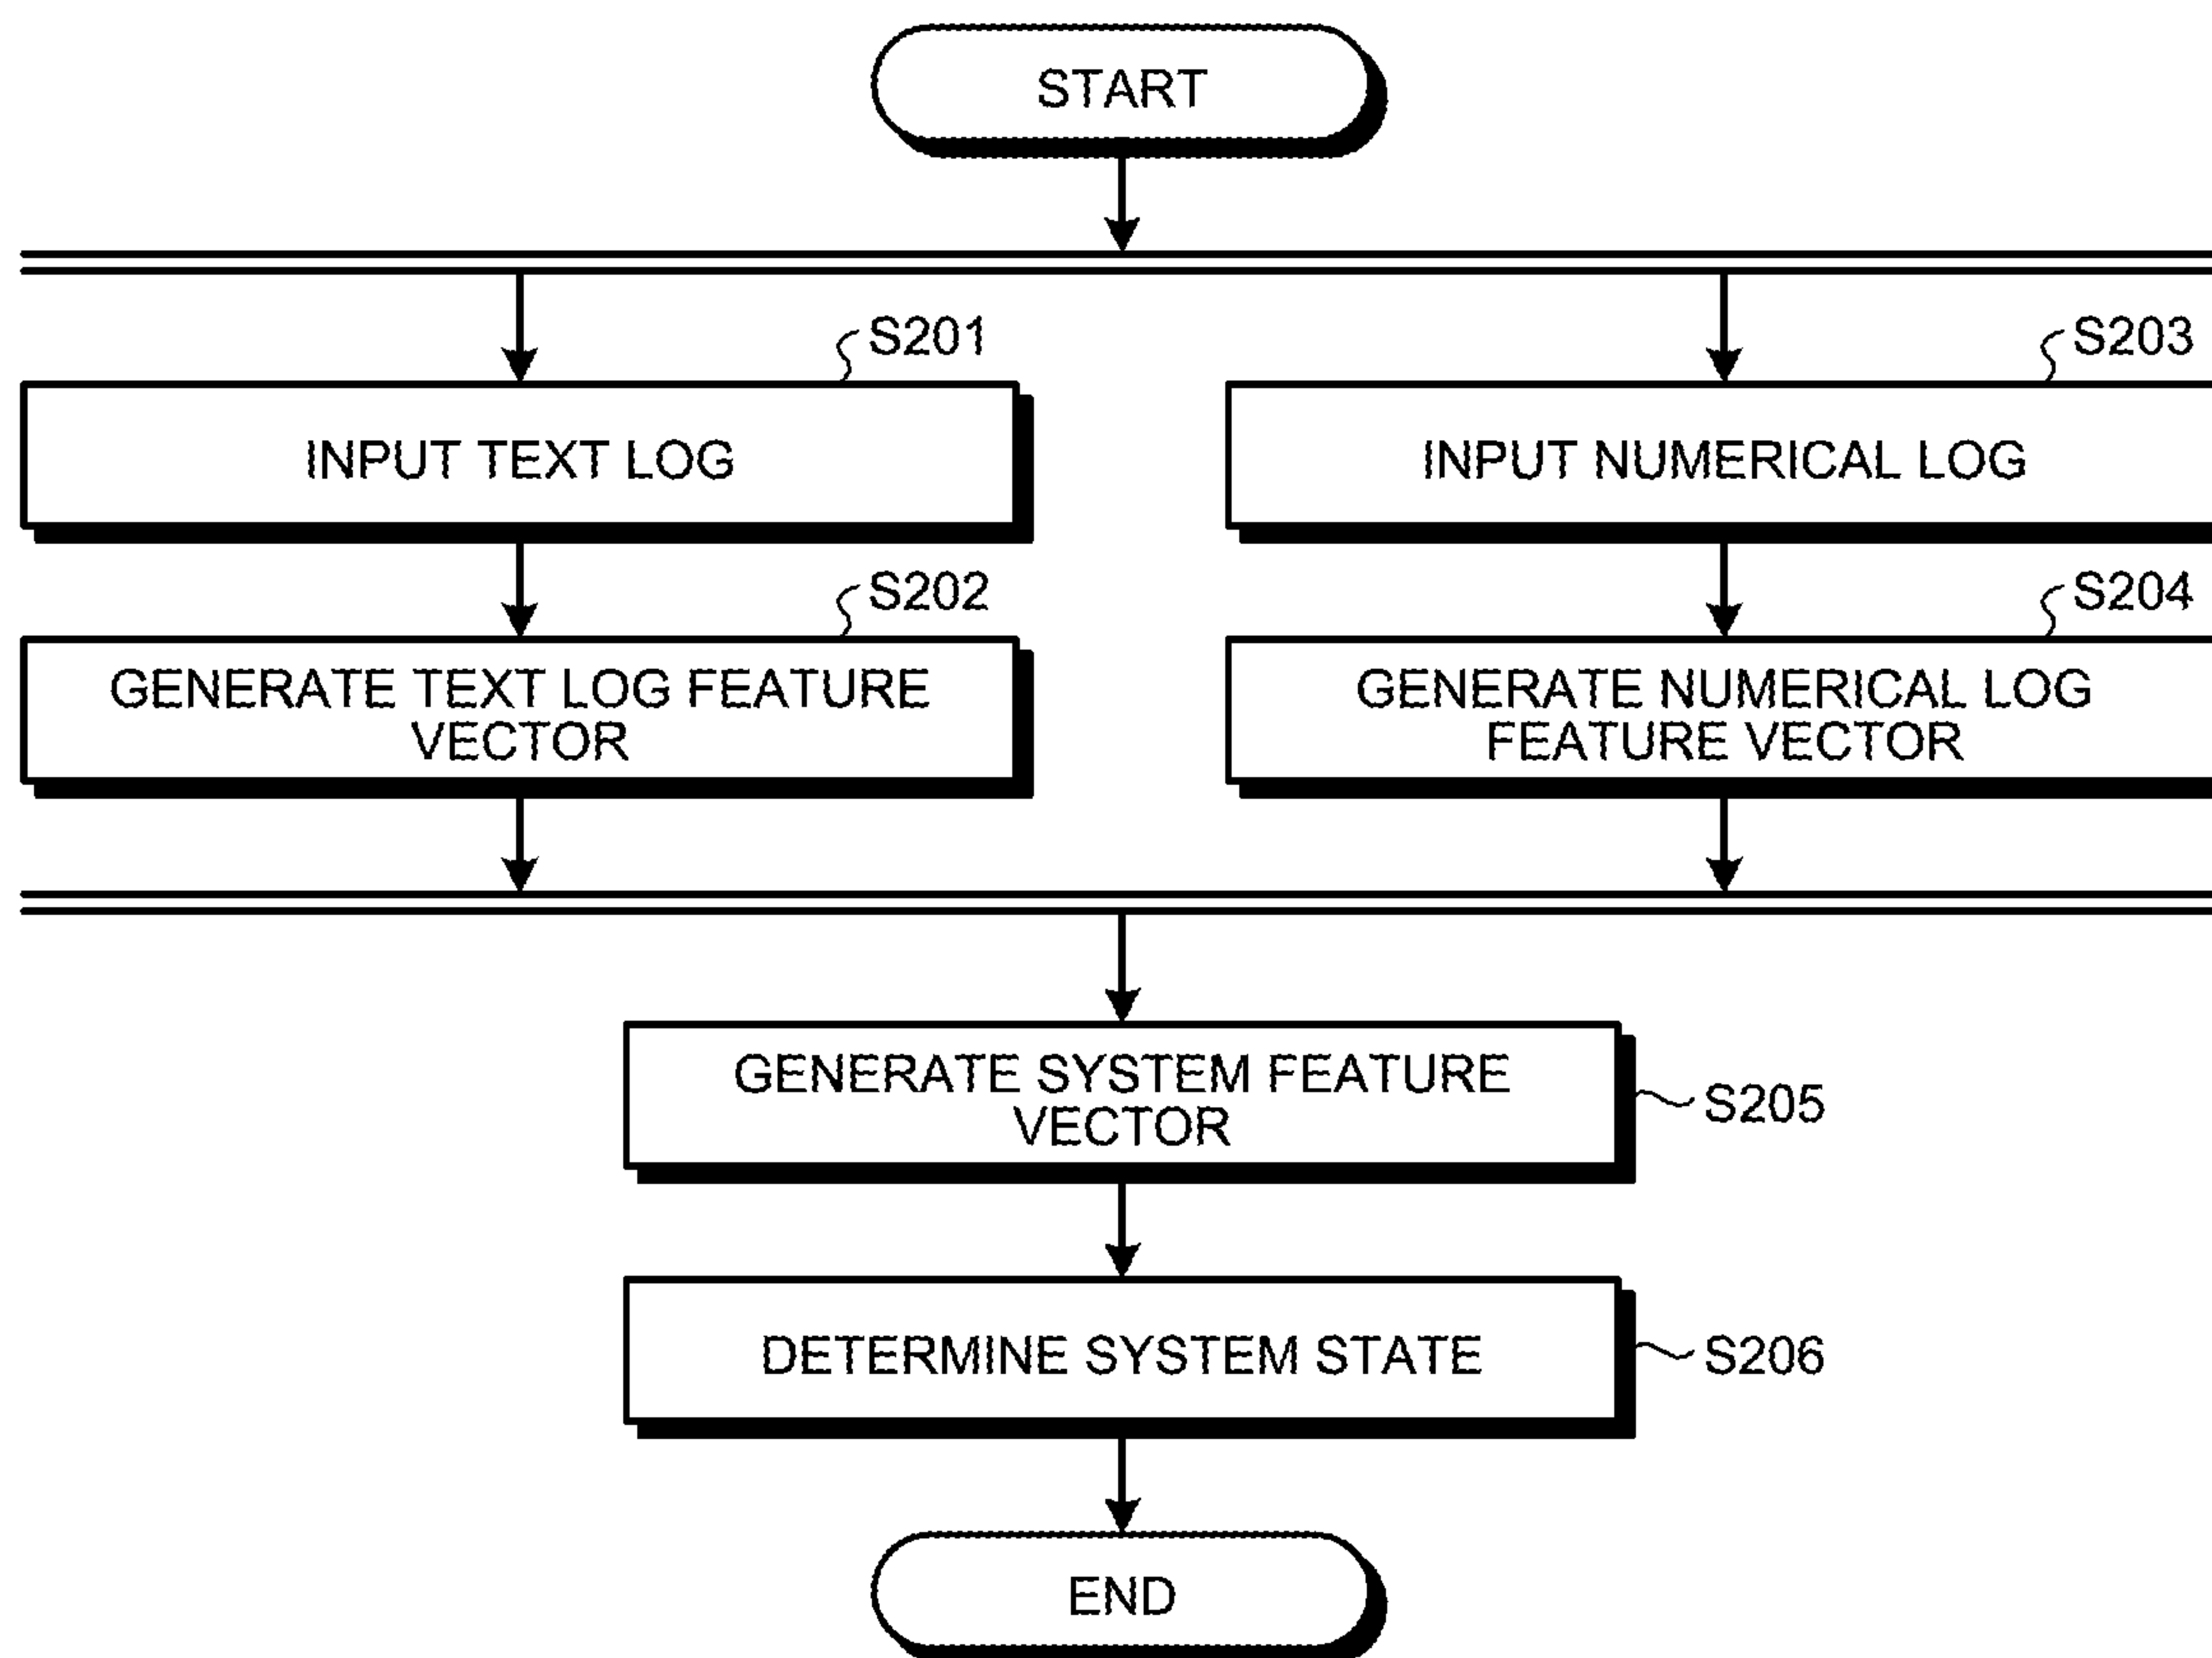 START
S201
INPUT TEXT LOG
S202
GENERATE TEXT LOG FEATURE
VECTOR
S203
INPUT NUMERICAL LOG
S204
GENERATE NUMERICAL LOG
FEATURE VECTOR
GENERATE SYSTEM FEATURE
VECTOR
S205
DETERMINE SYSTEM STATE
S206
END